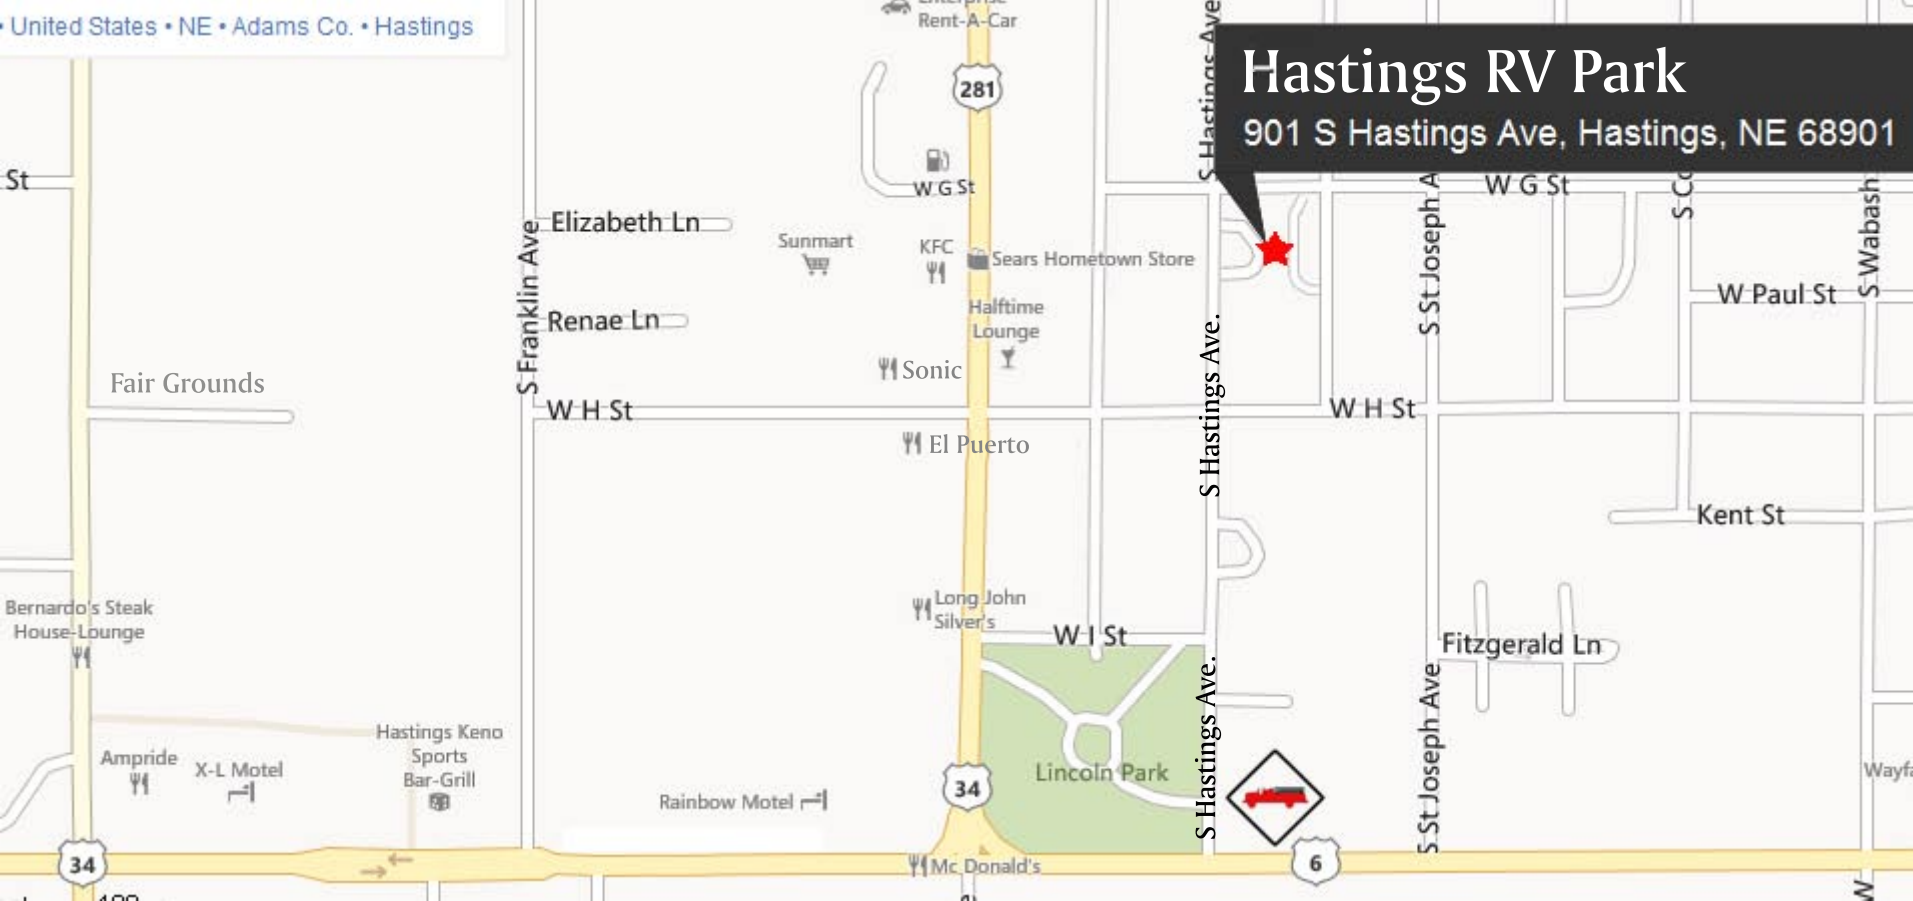 • United States • NE • Adams Co. • Hastings
Rent-A-Car
281
S Hastings Ave
Hastings RV Park
901 S Hastings Ave, Hastings, NE 68901
St
W G St
W G St
Elizabeth Ln
S Franklin Ave
Sunmart
KFC
Sears Hometown Store
S St Joseph A
S Co
S Wabash
W Paul St
Halftime
Lounge
Renae Ln
Sonic
S Hastings Ave.
Fair Grounds
W H St
W H St
El Puerto
Kent St
Bernardo's Steak
House-Lounge
Long John
Silver's
W I St
Fitzgerald Ln
S Hastings Ave.
S St Joseph Ave
Hastings Keno
Sports
Bar-Grill
Ampride
X-L Motel
Rainbow Motel
34
Lincoln Park
Wayfa
34
Mc Donald's
6
W